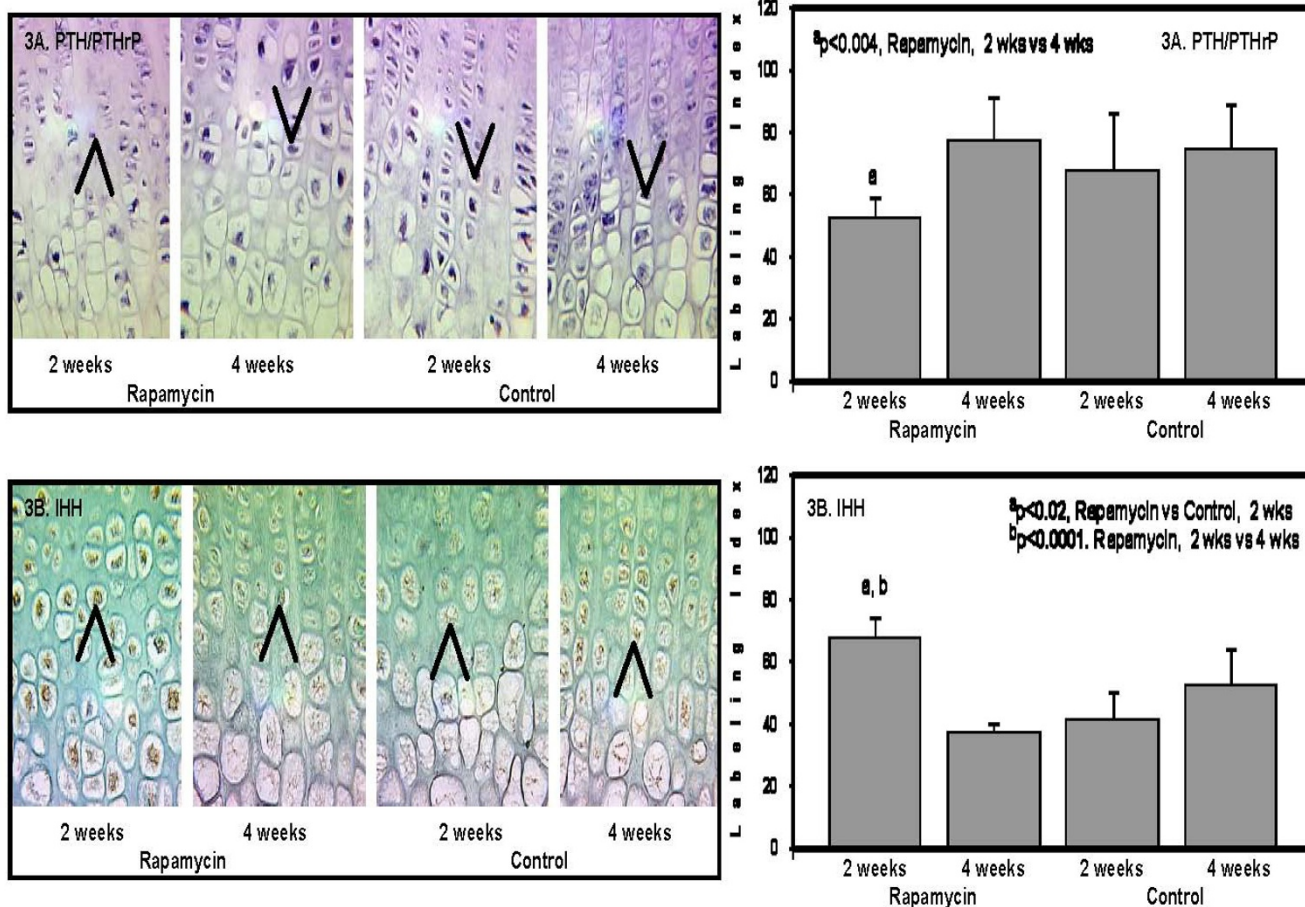 3A. PTH/PTHrP
2 weeks 4 weeks 2 weeks 4 weeks
Rapamycin Control
Labeling Index
120
100
80
60
40
20
0
ap<0.004, Rapamycin, 2 wks vs 4 wks
3A. PTH/PTHrP
a
2 weeks 4 weeks 2 weeks 4 weeks
Rapamycin Control
3B. IHH
2 weeks 4 weeks 2 weeks 4 weeks
Rapamycin Control
Labeling Index
120
100
80
60
40
20
0
3B. IHH
ap<0.02, Rapamycin vs Control, 2 wks
bp<0.0001. Rapamycin, 2 wks vs 4 wks
a, b
2 weeks 4 weeks 2 weeks 4 weeks
Rapamycin Control